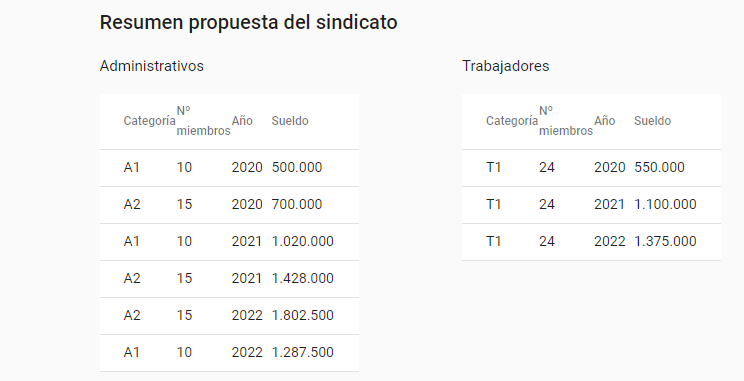 Resumen propuesta del sindicato
Administrativos
Categoría Nº miembros Año Sueldo
A1 10 2020 500.000
A2 15 2020 700.000
A1 10 2021 1.020.000
A2 15 2021 1.428.000
A2 15 2022 1.802.500
A1 10 2022 1.287.500
Trabajadores
Categoría Nº miembros Año Sueldo
T1 24 2020 550.000
T1 24 2021 1.100.000
T1 24 2022 1.375.000